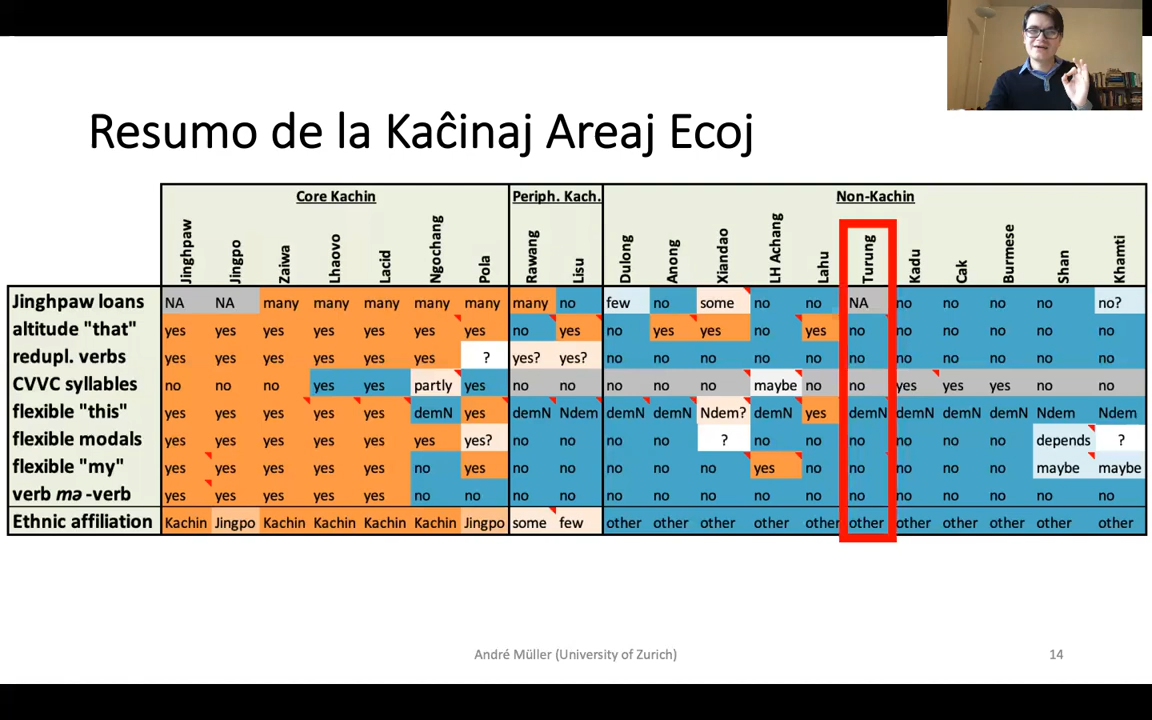 Resumo de la Kaĉinaj Areaj Ecoj
Core Kachin Periph. Kach. Non-Kachin
Jinghpaw Jingpo Zaiwa Lhaovo Lacid Ngochang Pola Rawang Lisu Dulong Anong Xiandao LH Achang Lahu Turung Kadu Cak Burmese Shan Khamti
Jinghpaw loans NA NA many many many many many many no few no some no no NA no no no no no?
altitude "that" yes yes yes yes yes yes yes no yes no yes yes no yes no no no no no no
redupl. verbs yes yes yes yes yes yes ? yes? yes? no no no no no no no no no no no
CVVC syllables no no no yes yes partly yes no no no no no maybe no no yes yes yes no no
flexible "this" yes yes yes yes yes demN yes demN Ndem demN demN Ndem? demN yes demN demN demN demN Ndem Ndem
flexible modals yes yes yes yes yes yes yes? no no no no ? no no no no no no depends ?
flexible "my" yes yes yes yes yes no yes no no no no no yes no no no no no maybe maybe
verb mə -verb yes yes yes yes yes no no no no no no no no no no no no no no no
Ethnic affiliation Kachin Jingpo Kachin Kachin Kachin Kachin Jingpo some few other other other other other other other other other other other
André Müller (University of Zurich) 14